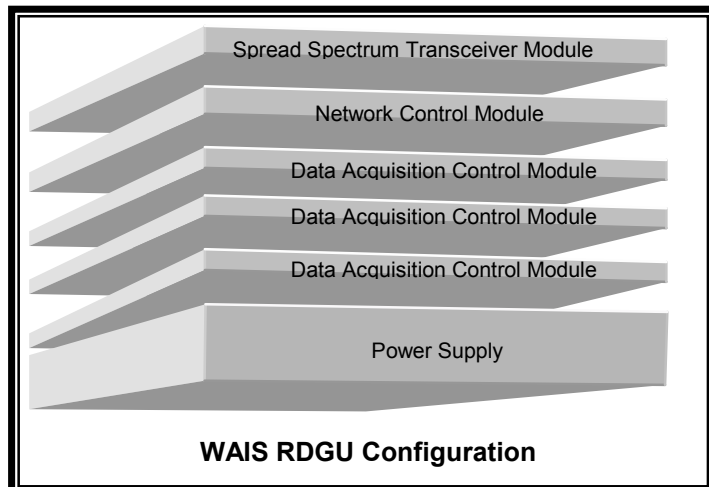 Spread Spectrum Transceiver Module
Network Control Module
Data Acquisition Control Module
Data Acquisition Control Module
Data Acquisition Control Module
Power Supply
WAIS RDGU Configuration